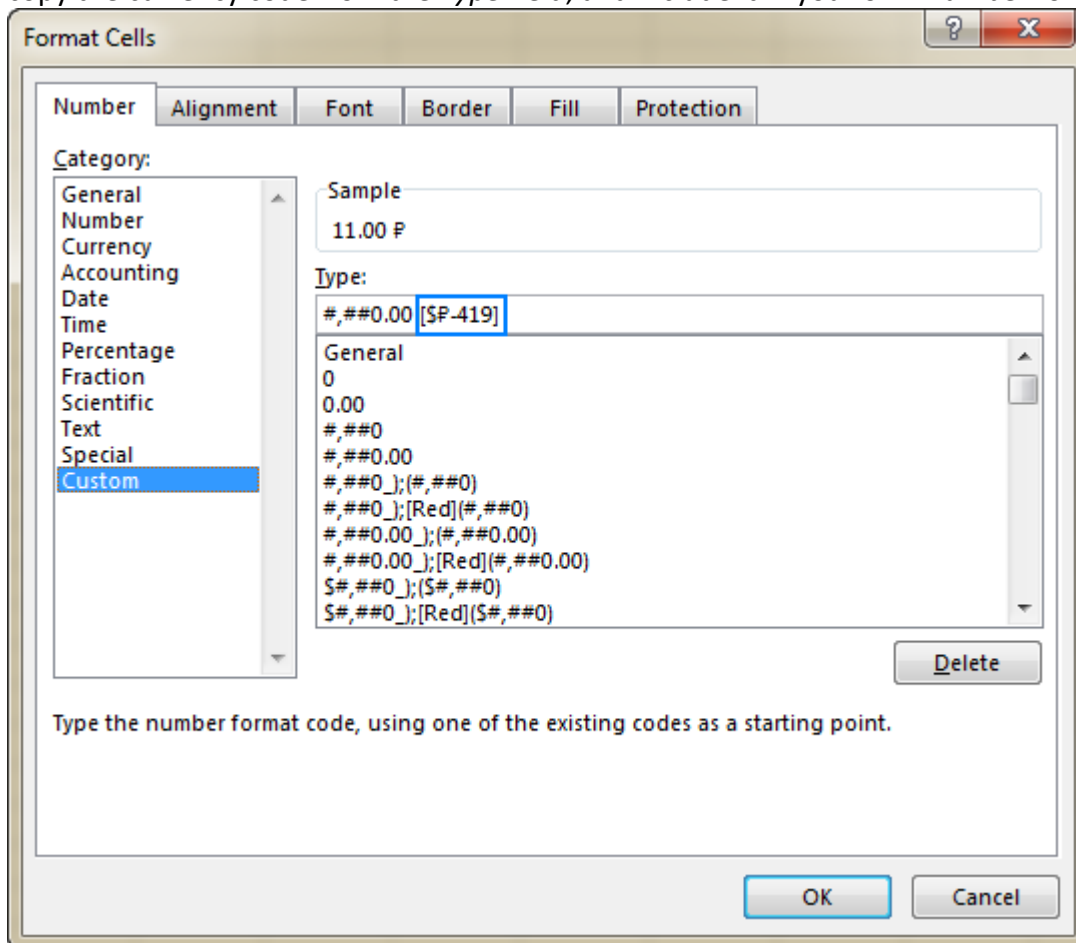 Format Cells
Number Alignment Font Border Fill Protection
Category:
General
Number
Currency
Accounting
Date
Time
Percentage
Fraction
Scientific
Text
Special
Custom
Sample
11.00 ₽
Type:
#,##0.00 [$₽-419]
General
0
0.00
#,##0
#,##0.00
#,##0_);(#,##0)
#,##0_);[Red](#,##0)
#,##0.00_);(#,##0.00)
#,##0.00_);[Red](#,##0.00)
$#,##0_);($#,##0)
$#,##0_);[Red]($#,##0)
Delete
Type the number format code, using one of the existing codes as a starting point.
OK Cancel